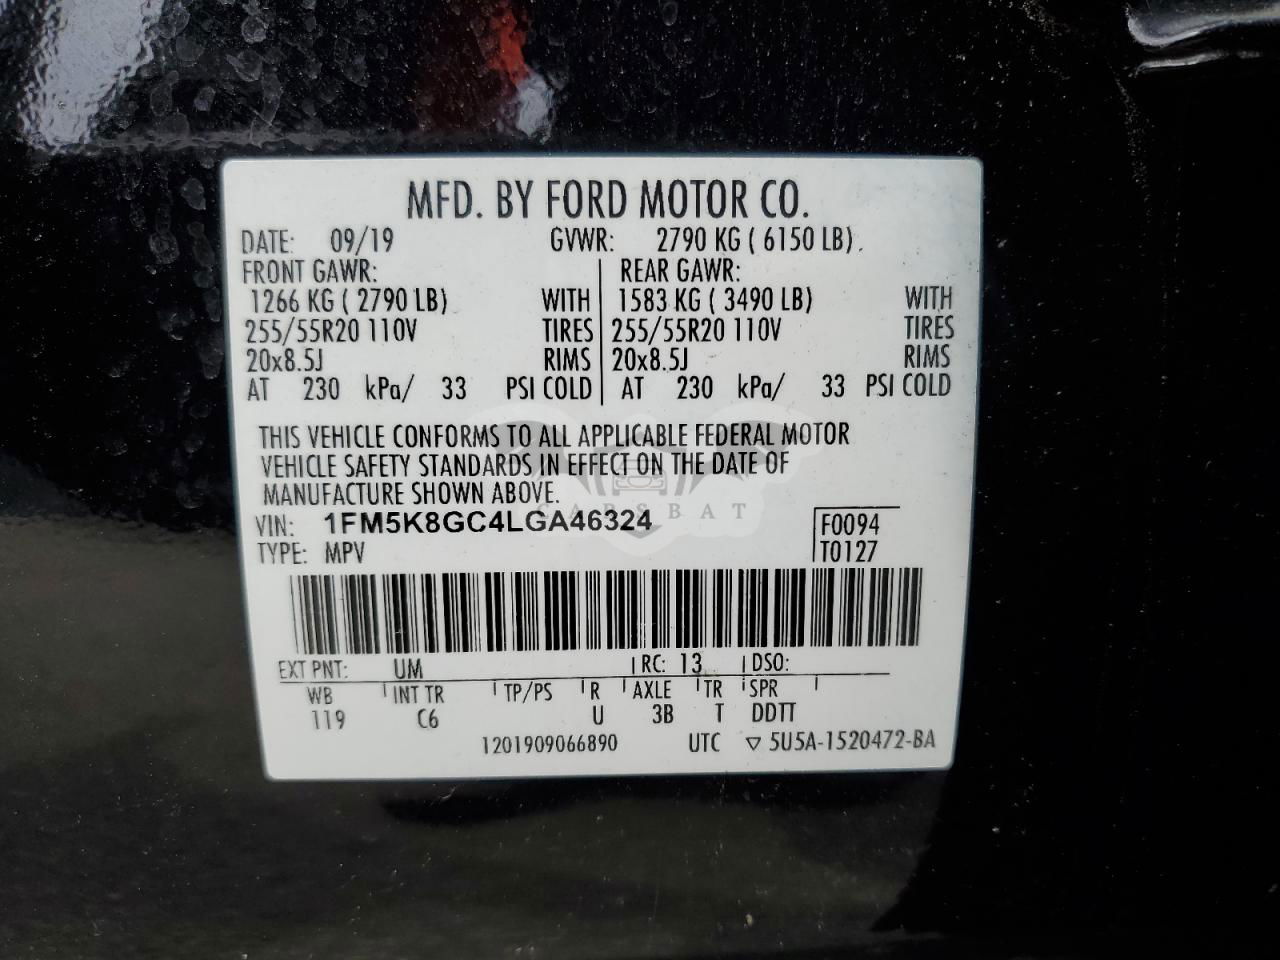 MFD. BY FORD MOTOR CO.
DATE: 09/19 GVWR: 2790 KG ( 6150 LB).
FRONT GAWR: REAR GAWR:
1266 KG ( 2790 LB) WITH 1583 KG ( 3490 LB) WITH
255/55R20 110V TIRES 255/55R20 110V TIRES
20x8.5J RIMS 20x8.5J RIMS
AT 230 kPa/ 33 PSI COLD AT 230 kPa/ 33 PSI COLD
THIS VEHICLE CONFORMS TO ALL APPLICABLE FEDERAL MOTOR
VEHICLE SAFETY STANDARDS IN EFFECT ON THE DATE OF
MANUFACTURE SHOWN ABOVE.
CARSBAT
VIN: 1FM5K8GC4LGA46324 F0094
TYPE: MPV T0127
EXT PNT: UM RC: 13 DSO:
WB INT TR TP/PS R AXLE TR SPR
119 C6 U 3B T DDTT
1201909066890 UTC ▽ 5U5A-1520472-BA